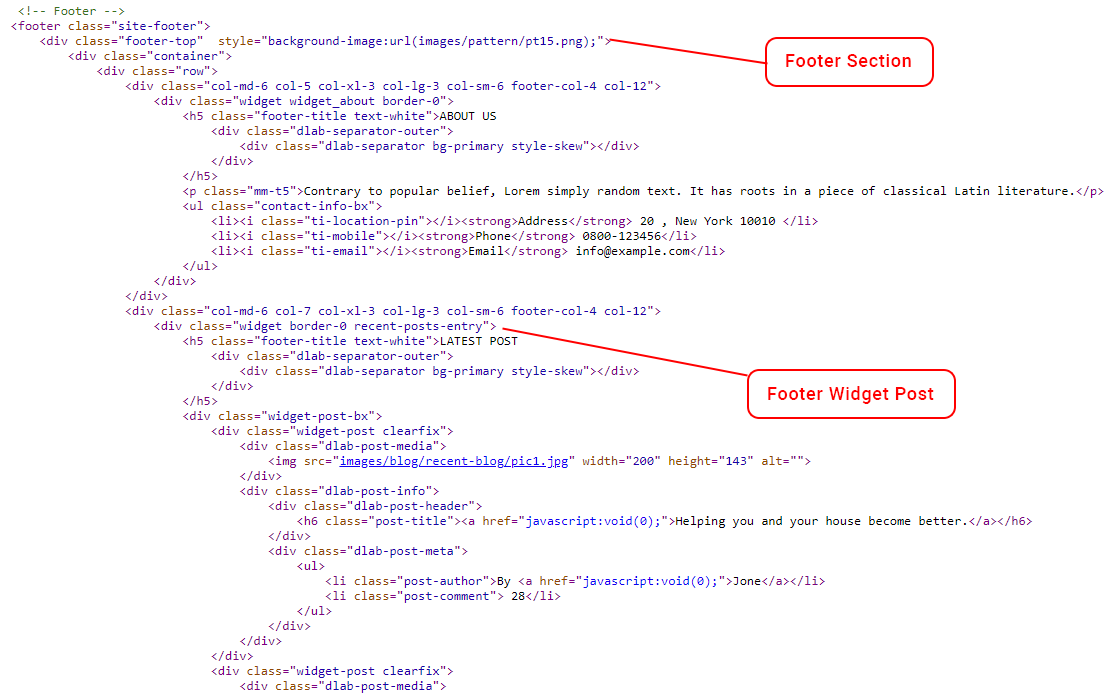 <!-- Footer -->
<footer class="site-footer">
<div class="footer-top"  style="background-image:url(images/pattern/pt15.png);">
Footer Section
<div class="container">
<div class="row">
<div class="col-md-6 col-5 col-xl-3 col-lg-3 col-sm-6 footer-col-4 col-12">
<div class="widget widget_about border-0">
<h5 class="footer-title text-white">ABOUT US
<div class="dlab-separator-outer">
<div class="dlab-separator bg-primary style-skew"></div>
</div>
</h5>
<p class="mm-t5">Contrary to popular belief, Lorem simply random text. It has roots in a piece of classical Latin literature.</p>
<ul class="contact-info-bx">
<li><i class="ti-location-pin"></i><strong>Address</strong> 20 , New York 10010 </li>
<li><i class="ti-mobile"></i><strong>Phone</strong> 0800-123456</li>
<li><i class="ti-email"></i><strong>Email</strong> info@example.com</li>
</ul>
</div>
</div>
<div class="col-md-6 col-7 col-xl-3 col-lg-3 col-sm-6 footer-col-4 col-12">
<div class="widget border-0 recent-posts-entry">
<h5 class="footer-title text-white">LATEST POST
<div class="dlab-separator-outer">
<div class="dlab-separator bg-primary style-skew"></div>
</div>
Footer Widget Post
</h5>
<div class="widget-post-bx">
<div class="widget-post clearfix">
<div class="dlab-post-media">
<img src="images/blog/recent-blog/pic1.jpg" width="200" height="143" alt="">
</div>
<div class="dlab-post-info">
<div class="dlab-post-header">
<h6 class="post-title"><a href="javascript:void(0);">Helping you and your house become better.</a></h6>
</div>
<div class="dlab-post-meta">
<ul>
<li class="post-author">By <a href="javascript:void(0);">Jone</a></li>
<li class="post-comment"> 28</li>
</ul>
</div>
</div>
</div>
<div class="widget-post clearfix">
<div class="dlab-post-media">